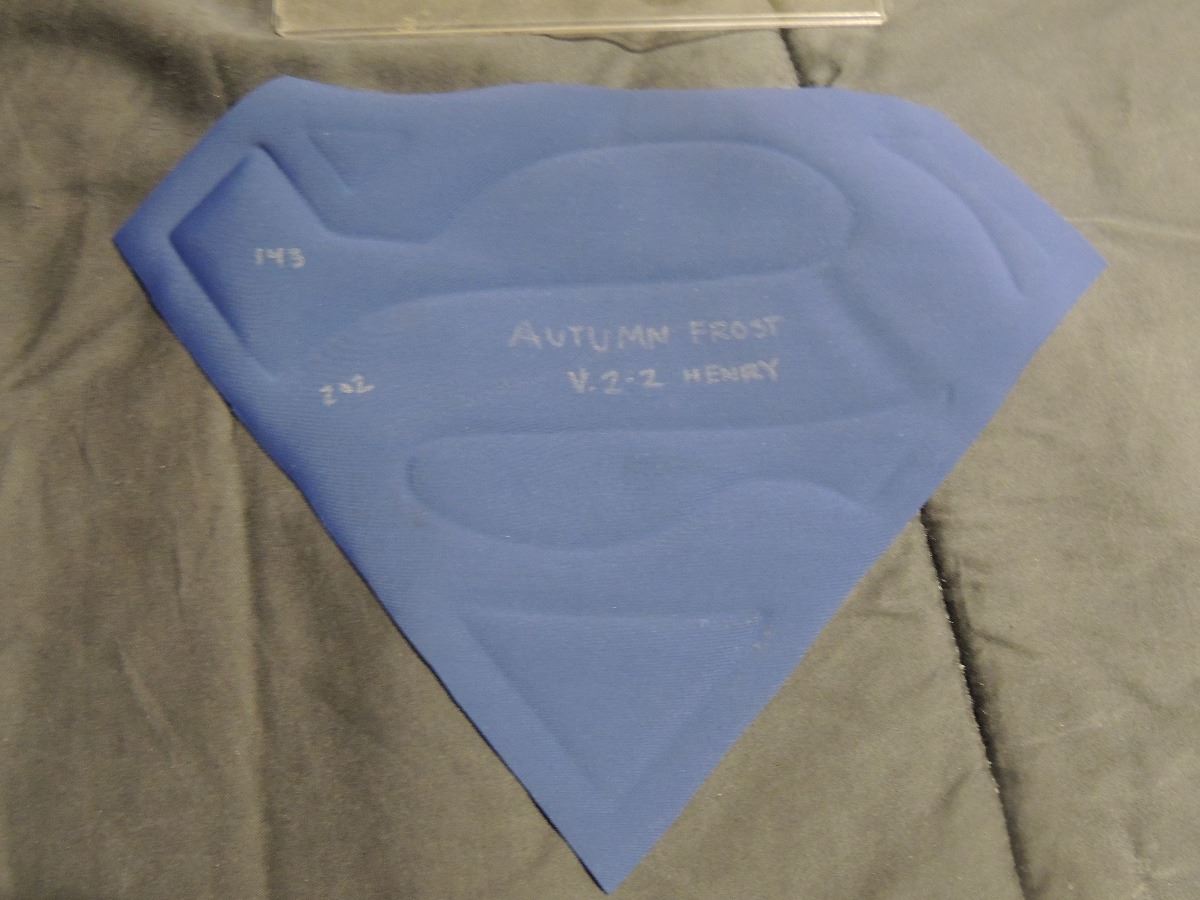 143
AUTUMN FROST
V.2-2 HENRY
202